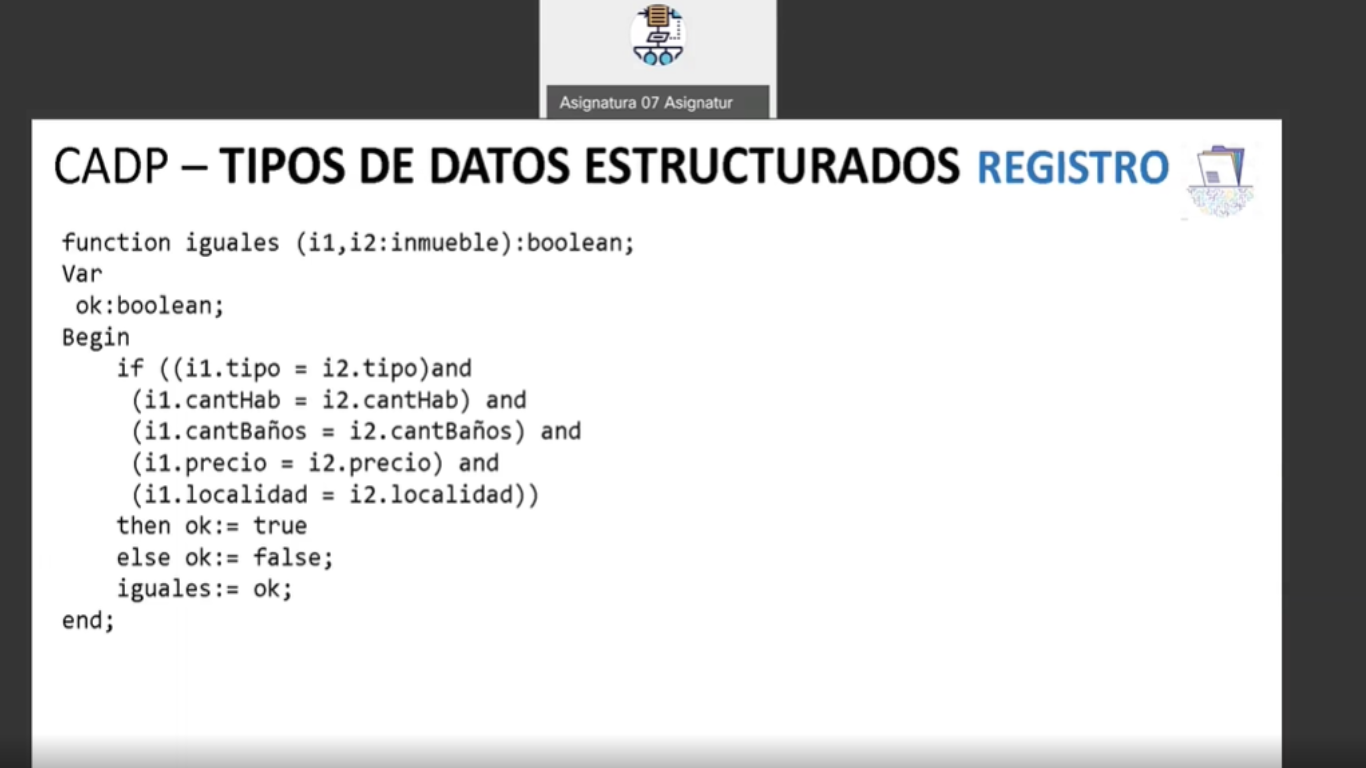 Asignatura 07 Asignatur
CADP – TIPOS DE DATOS ESTRUCTURADOS REGISTRO
function iguales (i1,i2:inmueble):boolean;
Var
ok:boolean;
Begin
if ((i1.tipo = i2.tipo)and
(i1.cantHab = i2.cantHab) and
(i1.cantBaños = i2.cantBaños) and
(i1.precio = i2.precio) and
(i1.localidad = i2.localidad))
then ok:= true
else ok:= false;
iguales:= ok;
end;